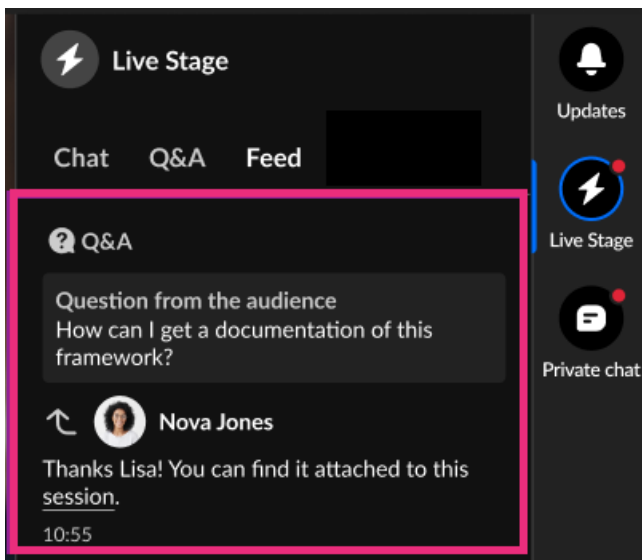 Live Stage
Updates
Chat Q&A Feed
Live Stage
Q&A
Question from the audience
How can I get a documentation of this
framework?
Private chat
Nova Jones
Thanks Lisa! You can find it attached to this
session.
10:55